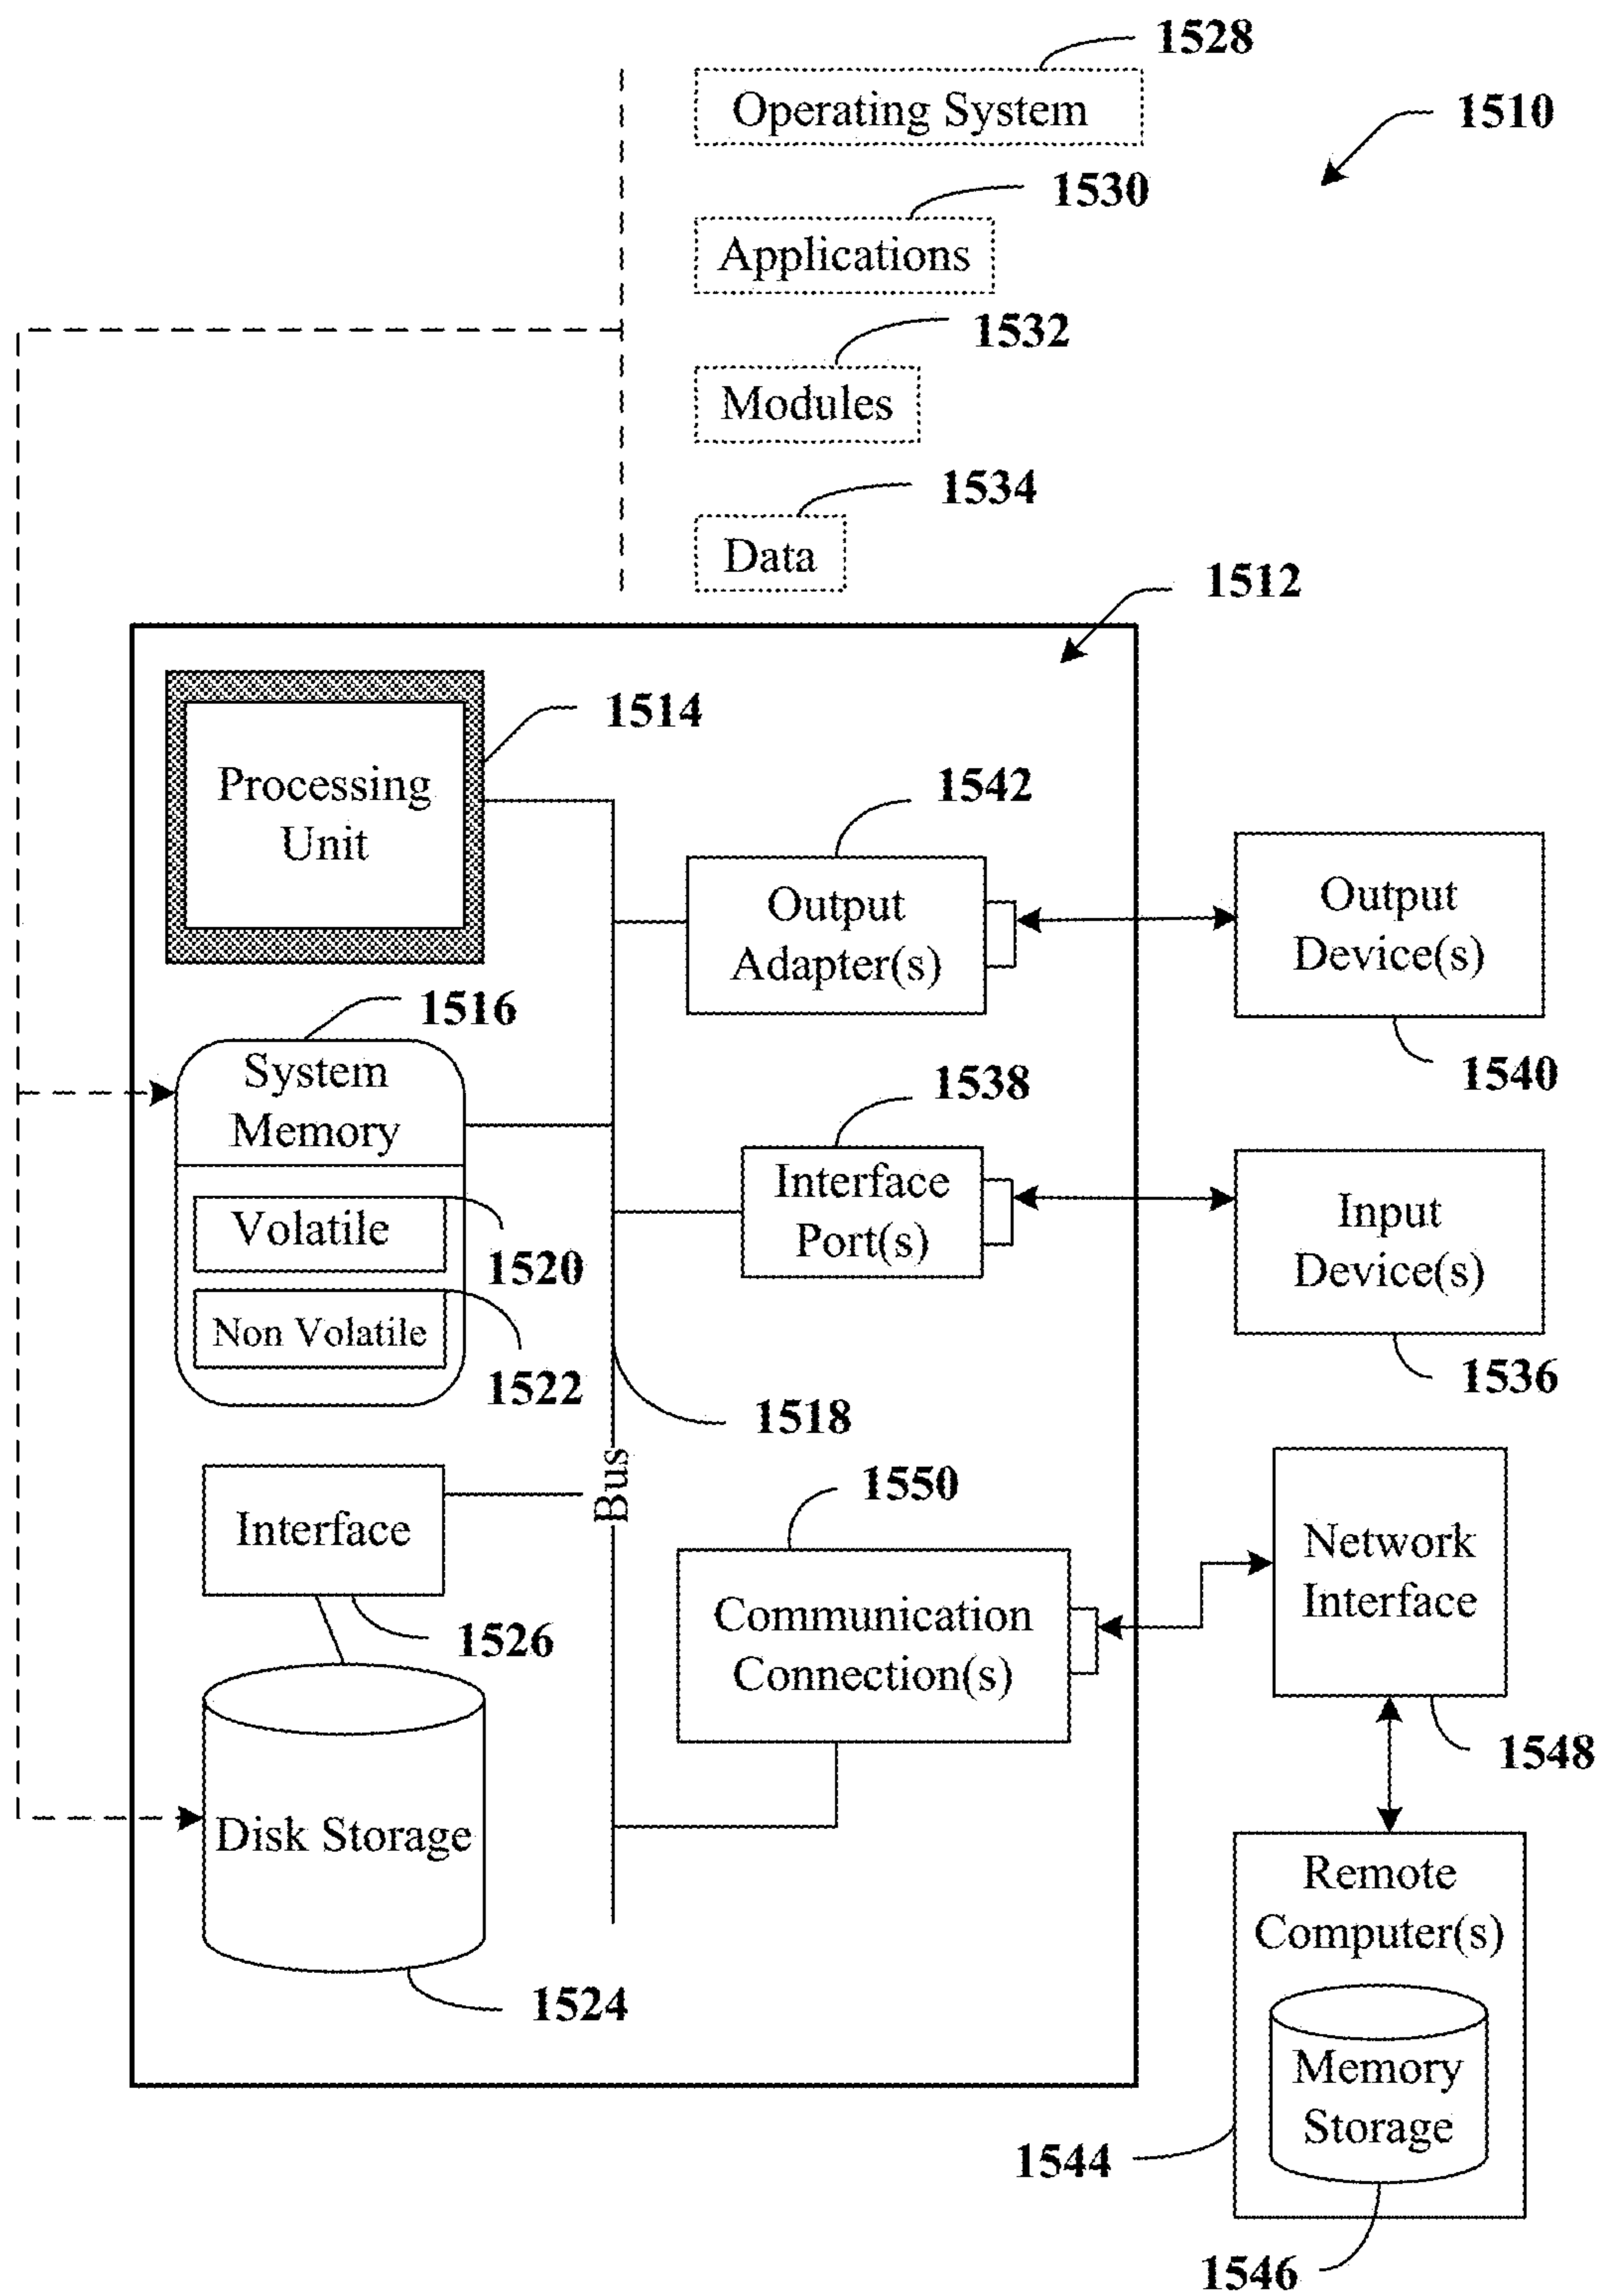 1528
Operating System
1510
1530
Applications
1532
Modules
1534
Data
1512
1514
Processing
Unit
1542
Output
Adapter(s)
Output
Device(s)
1540
1516
System
Memory
1538
Interface
Port(s)
Input
Device(s)
1536
Volatile
1520
Non Volatile
1522
1518
Bus
1550
Interface
1526
Communication
Connection(s)
Network
Interface
1548
Disk Storage
1524
Remote
Computer(s)
Memory
Storage
1544
1546